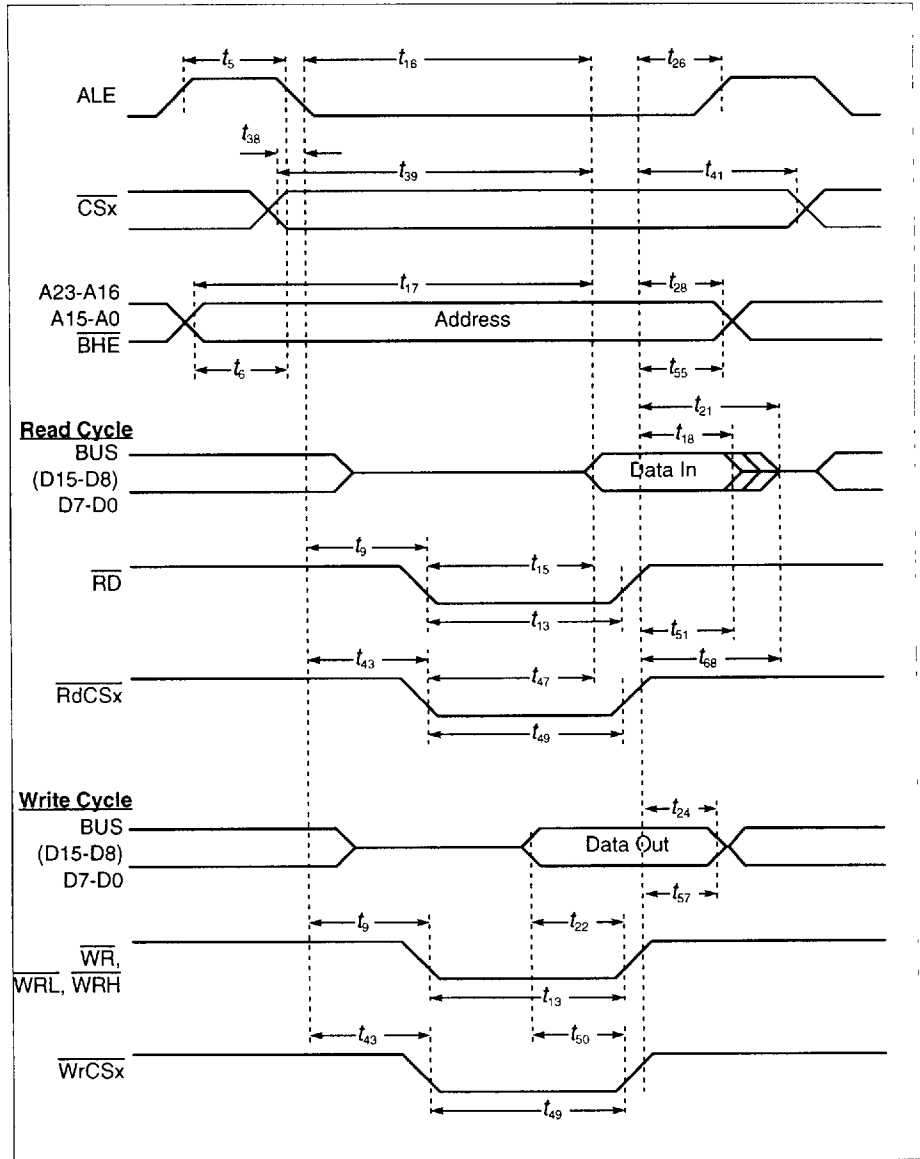 t5
t16
t26
ALE
t38
t39
t41
CSx
A23-A16
t17
t28
A15-A0
Address
BHE
t6
t55
t21
Read Cycle
t18
BUS
(D15-D8)
Data In
D7-D0
t9
RD
t15
t13
t51
t43
t68
RdCSx
t47
t49
Write Cycle
t24
BUS
(D15-D8)
Data Out
D7-D0
t57
t9
t22
WR,
WRL, WRH
t13
t43
t50
WrCSx
t49